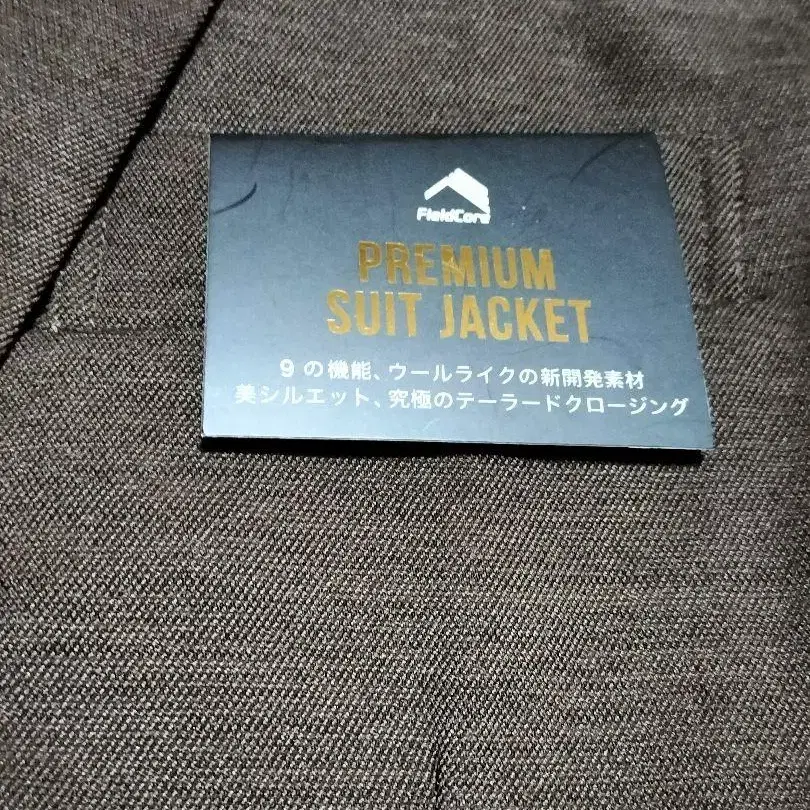 FieldCore
PREMIUM
SUIT JACKET
9の機能、ウールライクの新開発素材
美シルエット、究極のテーラードクロージング